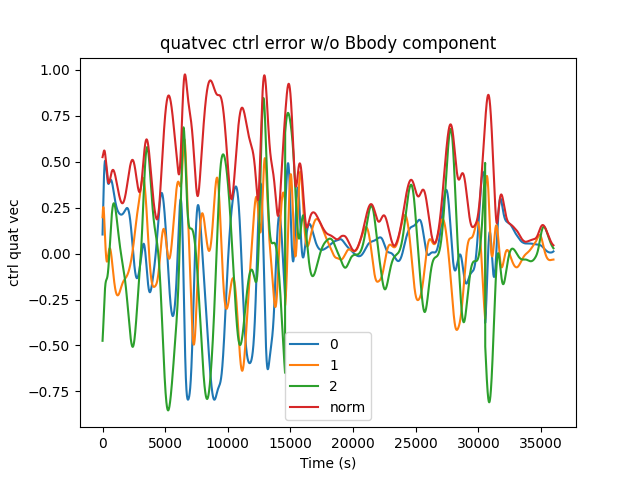 quatvec ctrl error w/o Bbody component
1.00
0.75
0.50
0.25
0.00
−0.25
−0.50
−0.75
ctrl quat vec
0
1
2
norm
0 5000 10000 15000 20000 25000 30000 35000
Time (s)